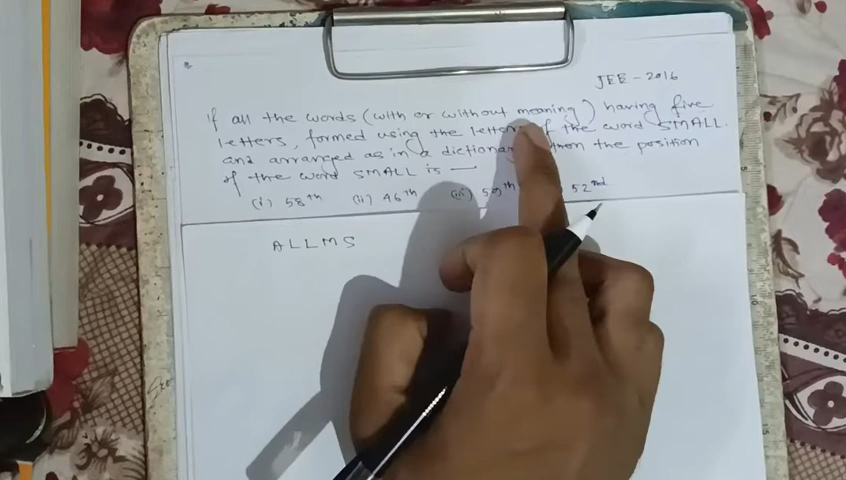 JEE - 2016
If all the words (with or without meaning) having five
letters, formed using the letters of the word SMALL.
and arranged as in a dictionary then the position
of the word SMALL is —
(i) 58th (ii) 46th (iii) 59th 52nd
ALLMS